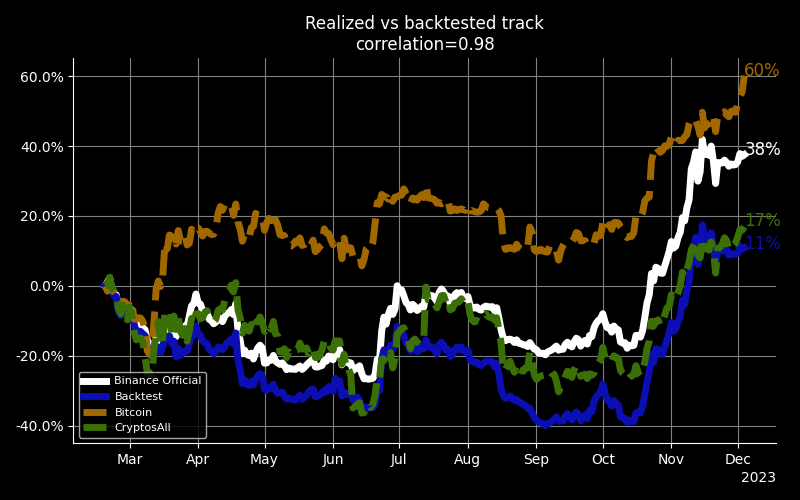 Realized vs backtested track
correlation=0.98
60.0%
40.0%
20.0%
0.0%
-20.0%
-40.0%
60%
38%
17%
11%
Binance Official
Backtest
Bitcoin
CryptosAll
Mar Apr May Jun Jul Aug Sep Oct Nov Dec
2023